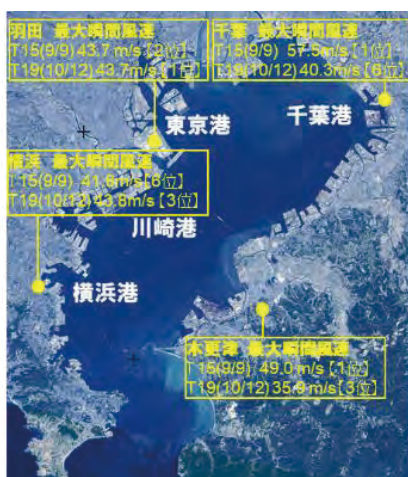 羽田 最大瞬間風速
T15(9/9)43.7m/s【2位】
T19(10/12)43.7m/s【1位】
千葉 最大瞬間風速
T15(9/9) 57.5m/s【1位】
T19(10/12)40.3m/s【6位】
東京港
千葉港
横浜 最大瞬間風速
T15(9/9) 41.8m/s【6位】
T19(10/12)43.8m/s【3位】
川崎港
横浜港
木更津 最大瞬間風速
T15(9/9) 49.0m/s【1位】
T19(10/12)35.9m/s【3位】